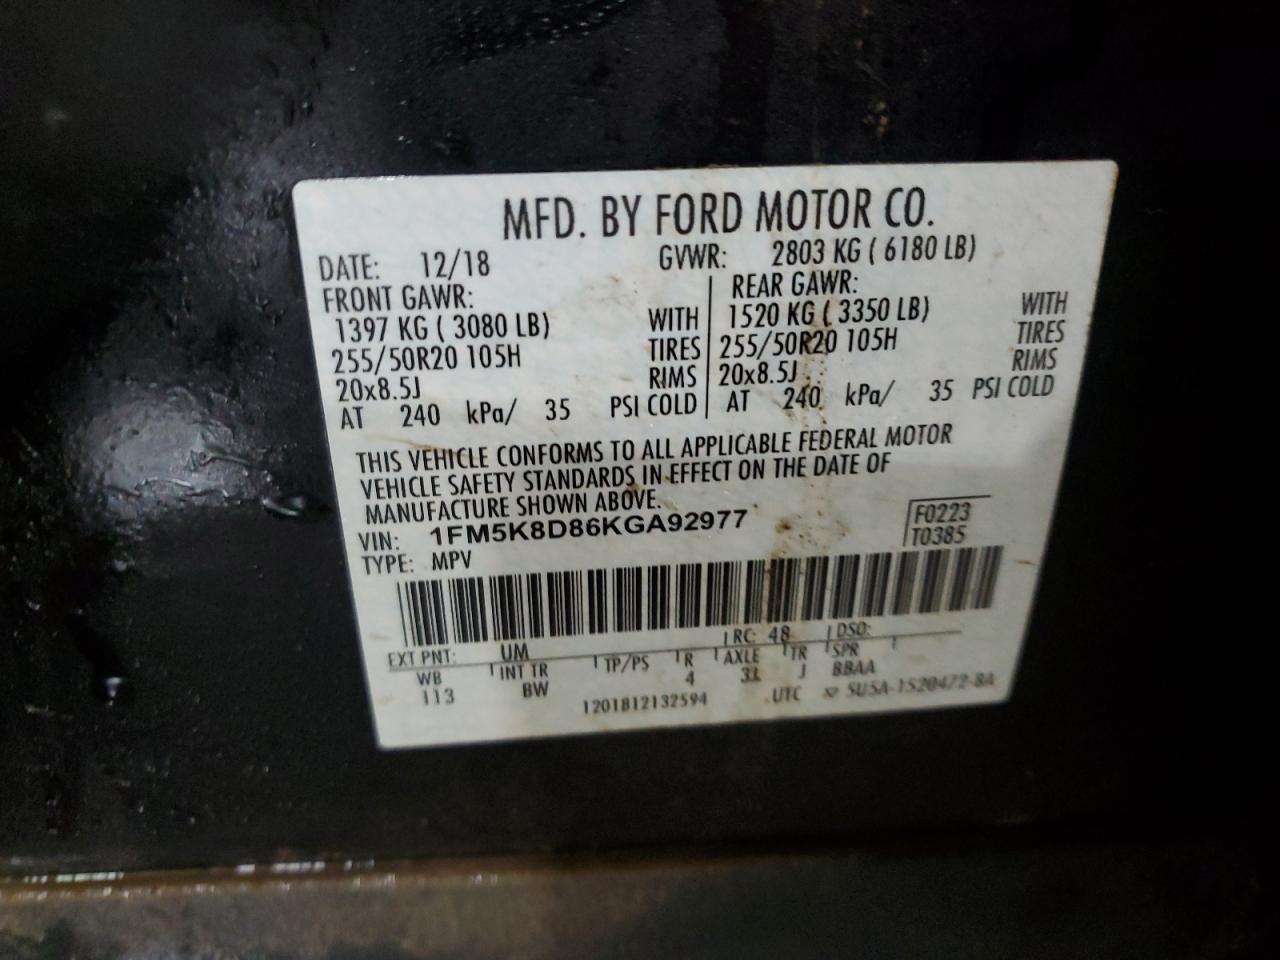 MFD. BY FORD MOTOR CO.
DATE: 12/18 GVWR: 2803 KG ( 6180 LB)
FRONT GAWR: REAR GAWR:
1397 KG ( 3080 LB) WITH 1520 KG ( 3350 LB) WITH
255/50R20 105H TIRES 255/50R20 105H TIRES
20x8.5J RIMS 20x8.5J RIMS
AT 240 kPa/ 35 PSI COLD AT 240 kPa/ 35 PSI COLD
THIS VEHICLE CONFORMS TO ALL APPLICABLE FEDERAL MOTOR
VEHICLE SAFETY STANDARDS IN EFFECT ON THE DATE OF
MANUFACTURE SHOWN ABOVE.
VIN: 1FM5K8D86KGA92977 F0223
TYPE: MPV T0385
EXT PNT: UM RC: 48 DSO:
WB INT TR TP/PS R AXLE TR SPR
113 BW 4 31 J BBAA
1201812132594 UTC 5U5A-1520472-BA